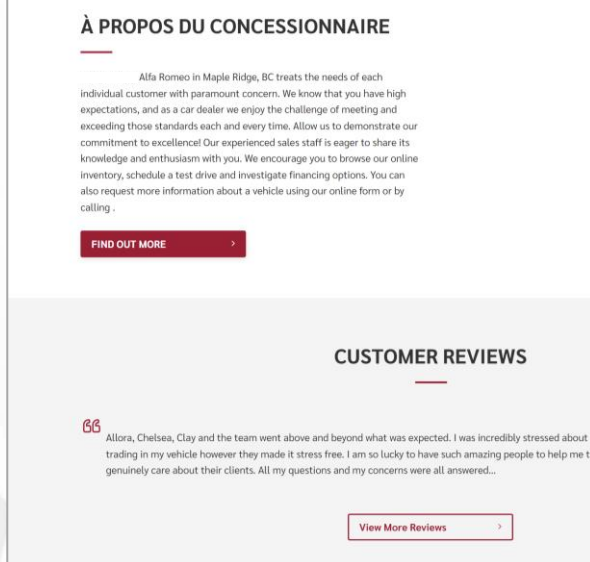 À PROPOS DU CONCESSIONNAIRE
Alfa Romeo in Maple Ridge, BC treats the needs of each
individual customer with paramount concern. We know that you have high
expectations, and as a car dealer we enjoy the challenge of meeting and
exceeding those standards each and every time. Allow us to demonstrate our
commitment to excellence! Our experienced sales staff is eager to share its
knowledge and enthusiasm with you. We encourage you to browse our online
inventory, schedule a test drive and investigate financing options. You can
also request more information about a vehicle using our online form or by
calling .
FIND OUT MORE
CUSTOMER REVIEWS
Allora, Chelsea, Clay and the team went above and beyond what was expected. I was incredibly stressed about
trading in my vehicle however they made it stress free. I am so lucky to have such amazing people to help me t
genuinely care about their clients. All my questions and my concerns were all answered...
View More Reviews